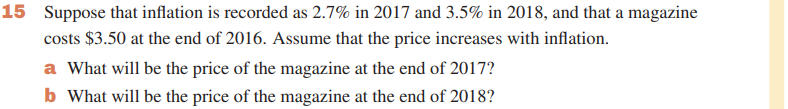 15 Suppose that inflation is recorded as 2.7% in 2017 and 3.5% in 2018, and that a magazine
costs $3.50 at the end of 2016. Assume that the price increases with inflation.
a What will be the price of the magazine at the end of 2017?
b What will be the price of the magazine at the end of 2018?